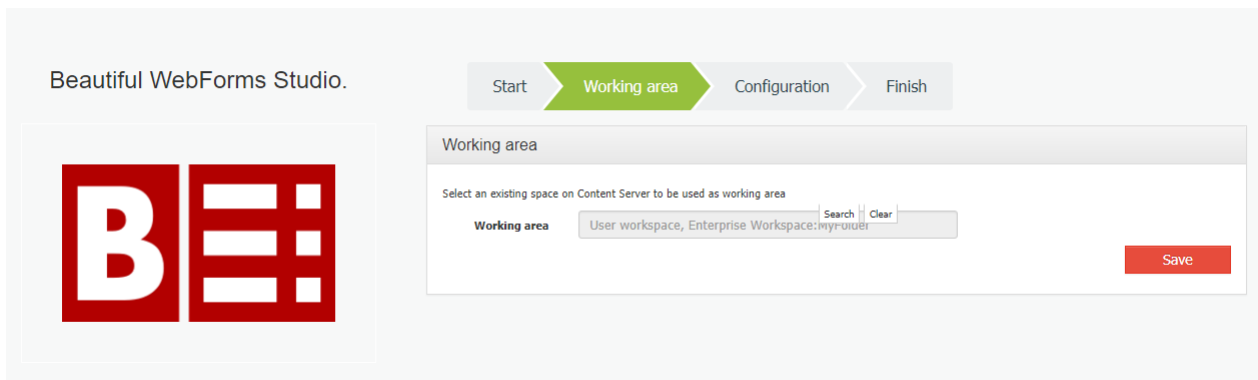 Beautiful WebForms Studio.
Start
Working area
Configuration
Finish
B
Working area
Select an existing space on Content Server to be used as working area
Working area
User workspace, Enterprise Workspace:MyFolder
Search
Clear
Save